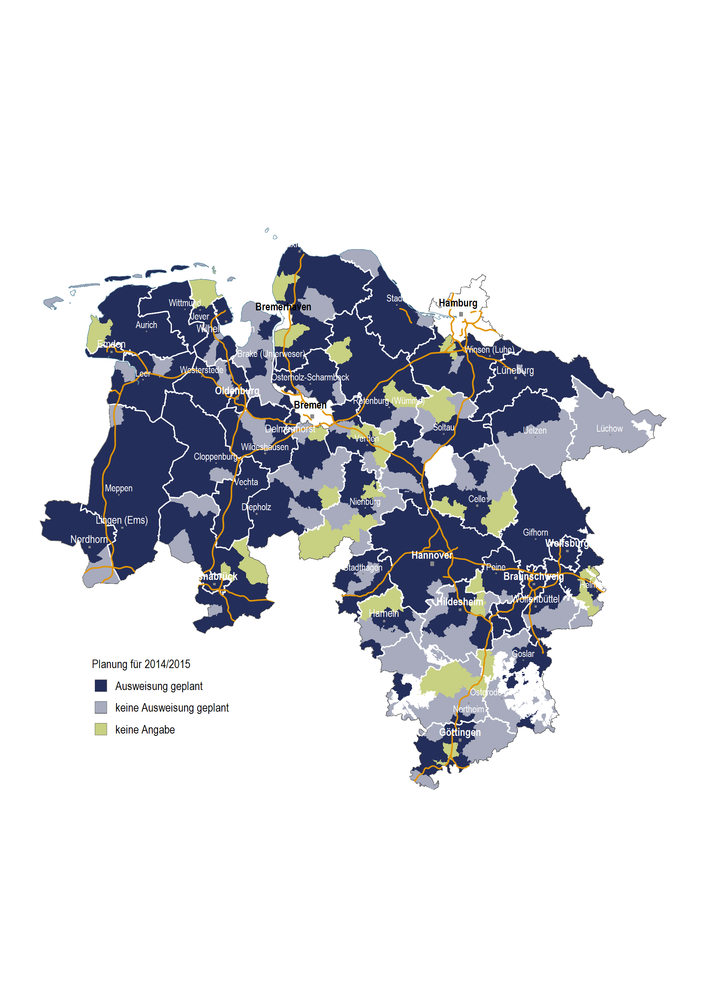 Stade
Hamburg
Wittmund
Bremerhaven
Jever
Aurich
Emden
Brake (Unterweser)
Winsen (Luhe)
Leer
Westerstede
Lüneburg
Osterholz-Scharmbeck
Oldenburg
Rotenburg (Wümme)
Bremen
Soltau
Uelzen
Lüchow
Delmenhorst
Verden
Wildeshausen
Cloppenburg
Vechta
Meppen
Celle
Nienburg
Diepholz
Lingen (Ems)
Gifhorn
Nordhorn
Wolfsburg
Hannover
Stadthagen
Peine
snabrück
Braunschweig
Helm
Wolfenbüttel
Hildesheim
Hameln
Goslar
Osterode
Northeim
Göttingen
Planung für 2014/2015
Ausweisung geplant
keine Ausweisung geplant
keine Angabe